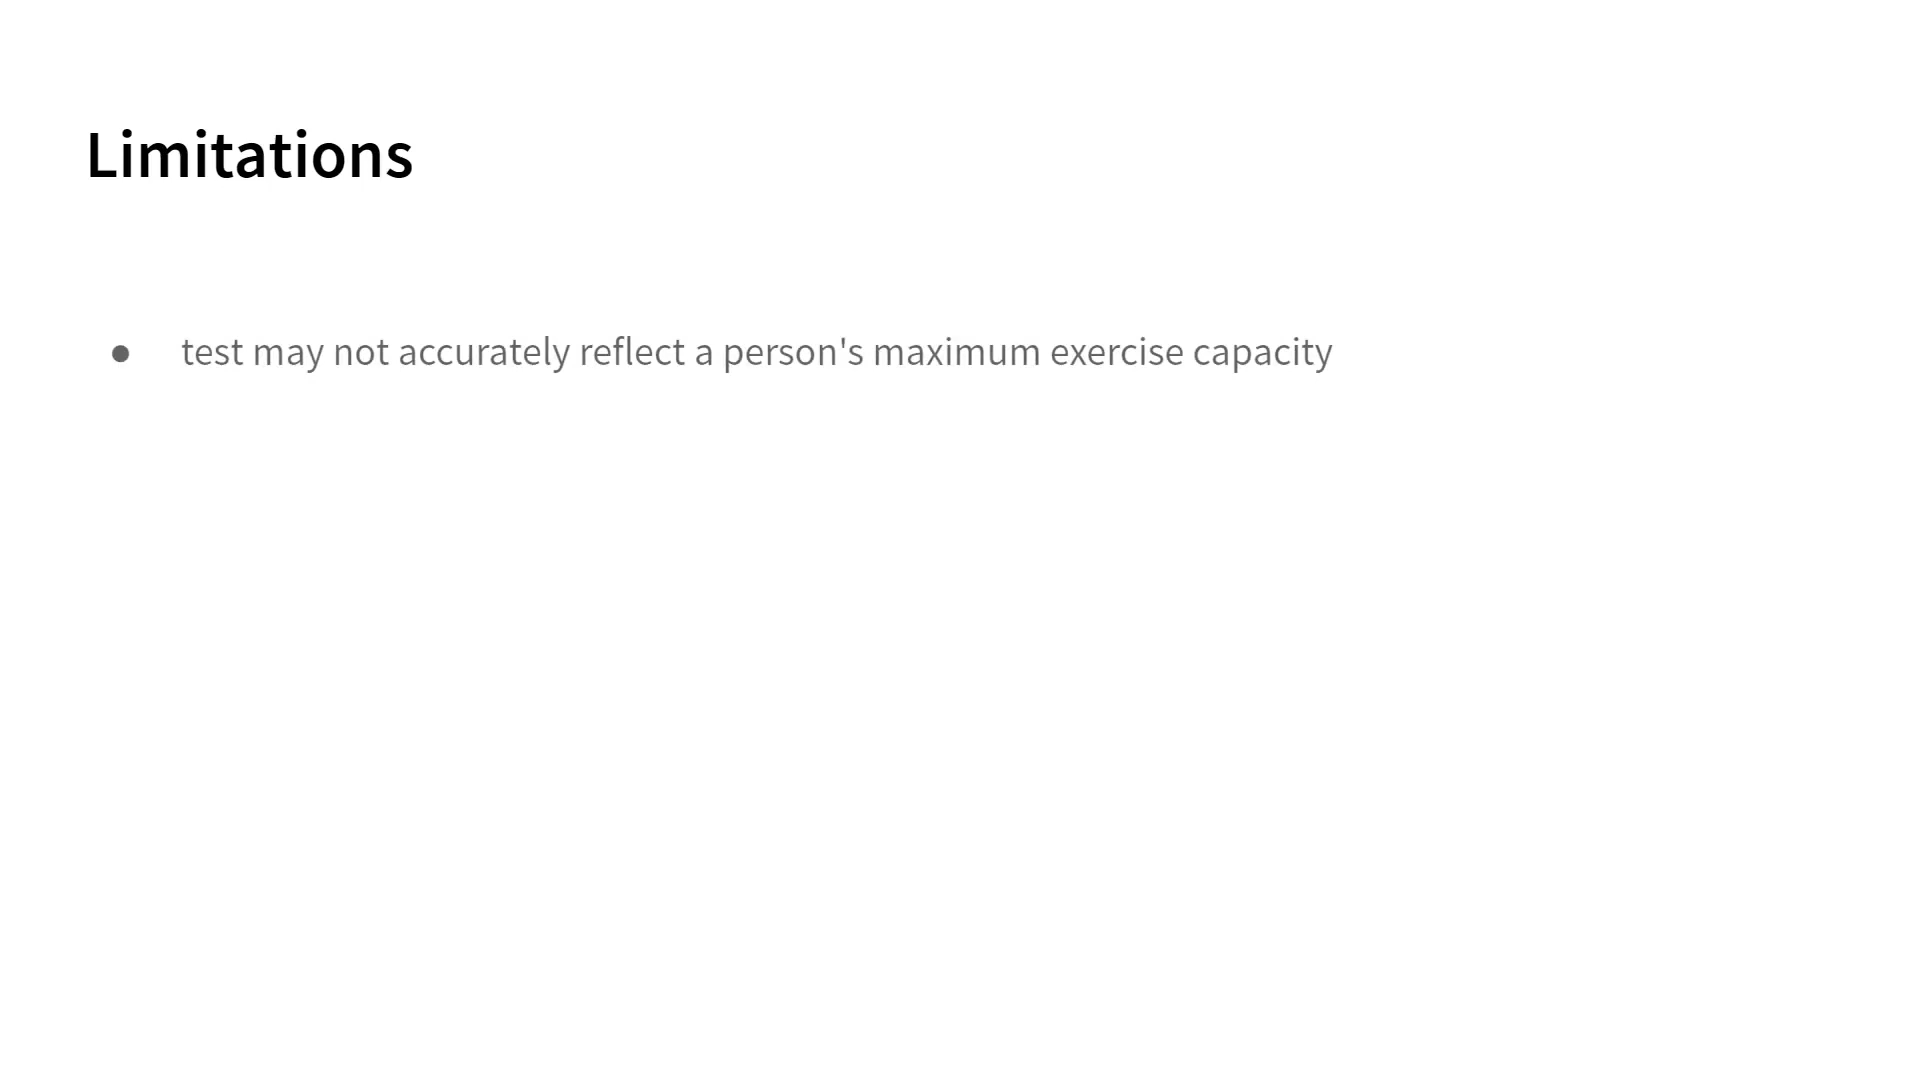 Limitations
● test may not accurately reflect a person's maximum exercise capacity